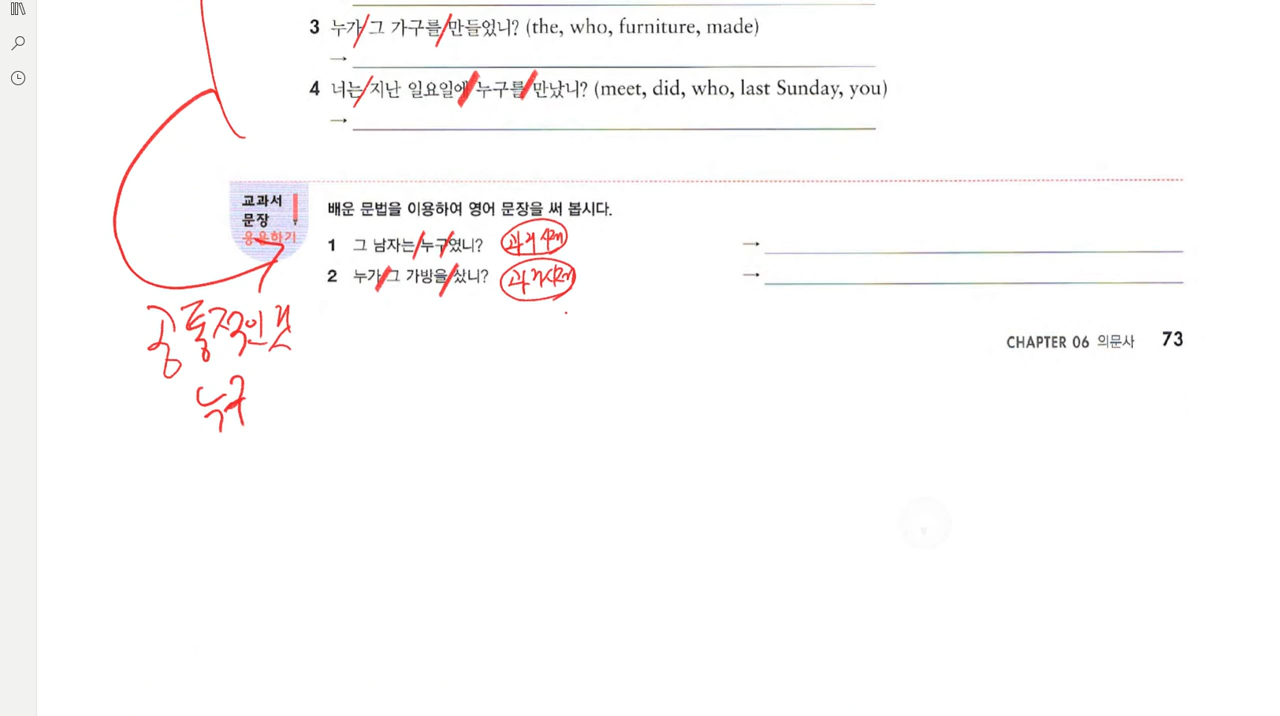 3 누가 그 가구를 만들었니? (the, who, furniture, made)
→
4 너는 지난 일요일에 누구를 만났니? (meet, did, who, last Sunday, you)
→
교과서
문장
응용하기
배운 문법을 이용하여 영어 문장을 써 봅시다.
1 그 남자는 누구였니? 과거시제 →
2 누가 그 가방을 샀니? 과거시제 →
공통적인 것
누구
CHAPTER 06 의문사 73